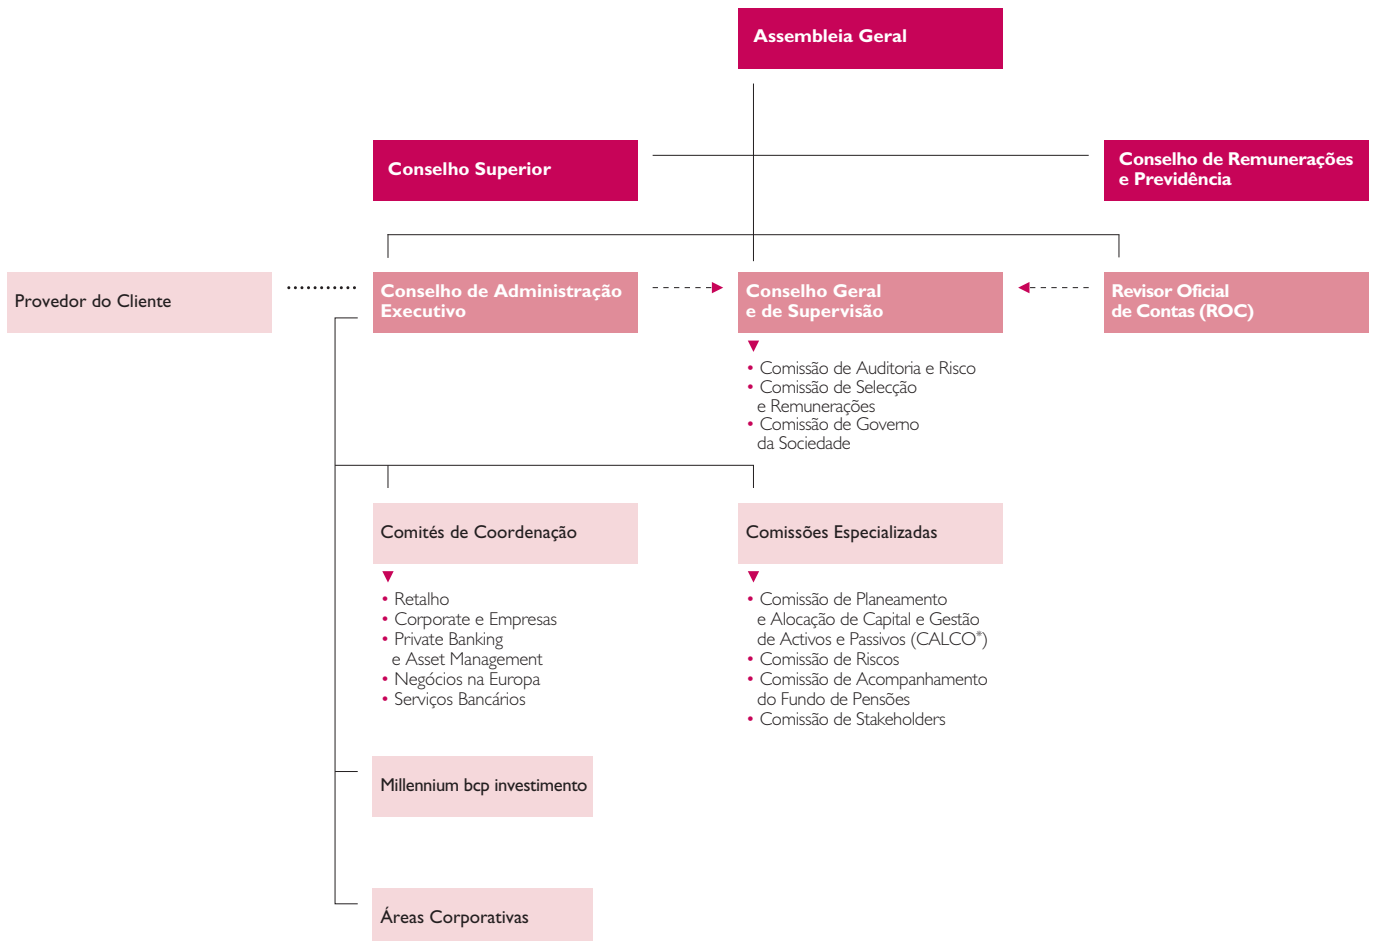 Assembleia Geral
Conselho Superior
Conselho de Remunerações
e Previdência
Provedor do Cliente
Conselho de Administração
Executivo
Conselho Geral
e de Supervisão
Revisor Oficial
de Contas (ROC)
• Comissão de Auditoria e Risco
• Comissão de Selecção
e Remunerações
• Comissão de Governo
da Sociedade
Comités de Coordenação
• Retalho
• Corporate e Empresas
• Private Banking
e Asset Management
• Negócios na Europa
• Serviços Bancários
Comissões Especializadas
• Comissão de Planeamento
e Alocação de Capital e Gestão
de Activos e Passivos (CALCO*)
• Comissão de Riscos
• Comissão de Acompanhamento
do Fundo de Pensões
• Comissão de Stakeholders
Millennium bcp investimento
Áreas Corporativas